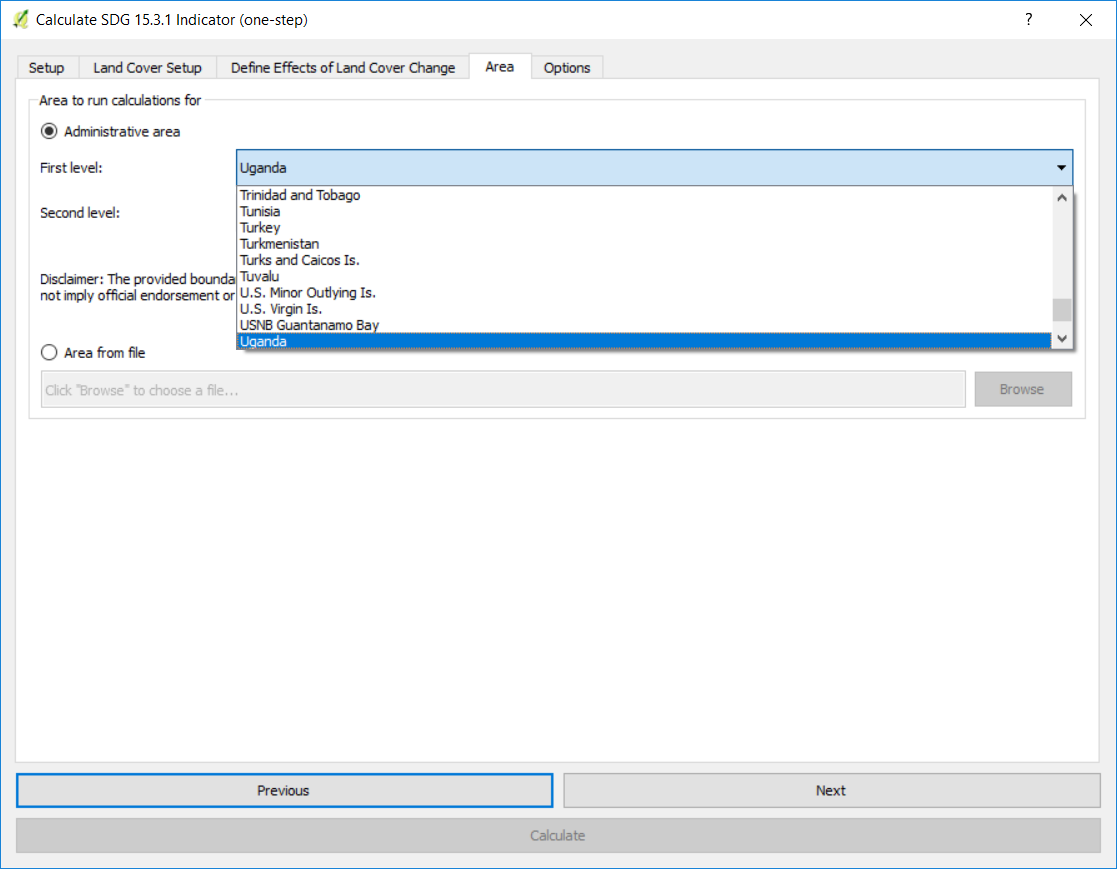 Calculate SDG 15.3.1 Indicator (one-step)
?
Setup
Land Cover Setup
Define Effects of Land Cover Change
Area
Options
Area to run calculations for
Administrative area
First level:
Uganda
Trinidad and Tobago
Tunisia
Turkey
Turkmenistan
Turks and Caicos Is.
Tuvalu
U.S. Minor Outlying Is.
U.S. Virgin Is.
USNB Guantanamo Bay
Uganda
Second level:
Disclaimer: The provided bounda
not imply official endorsement or
Area from file
Click "Browse" to choose a file...
Browse
Previous
Next
Calculate